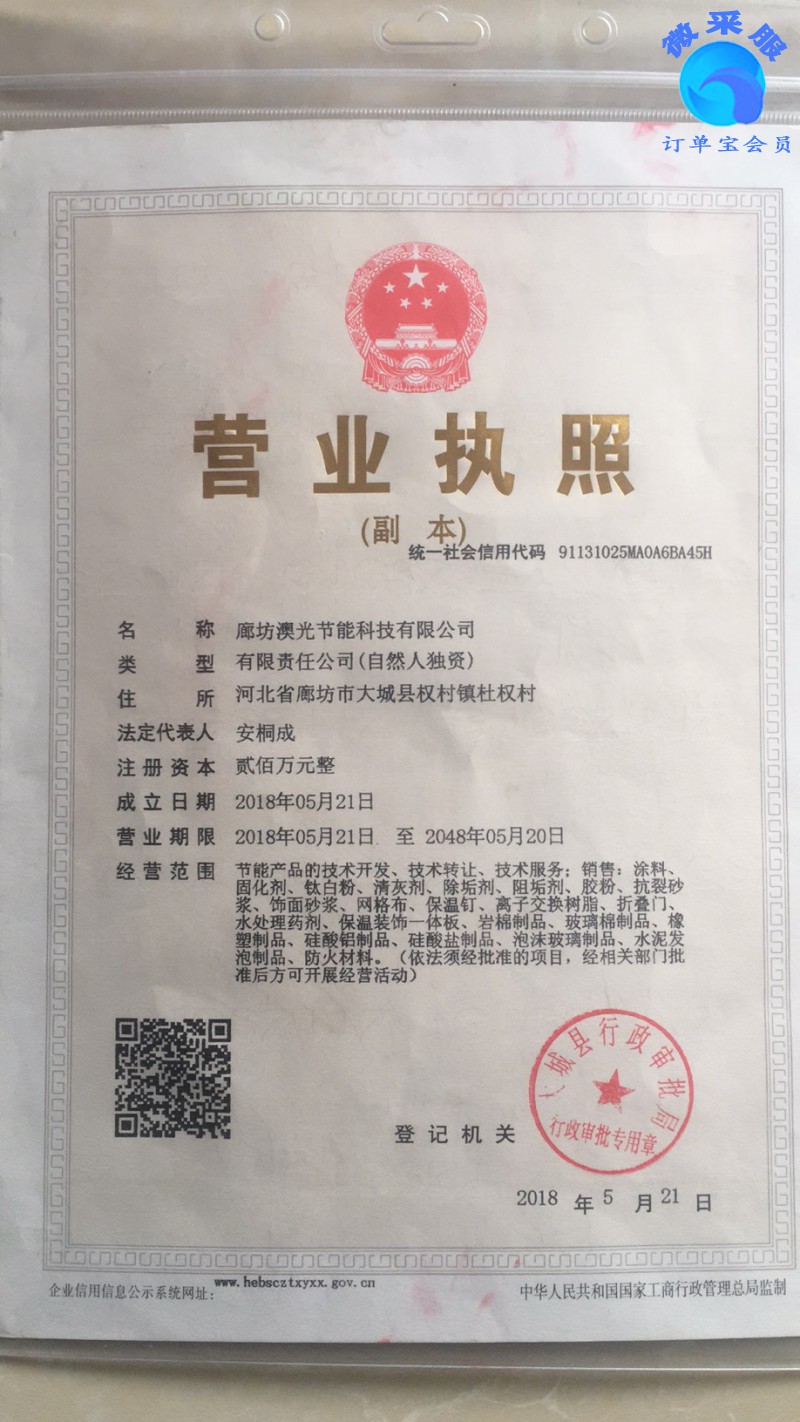 微采服
订单宝会员
营业执照
(副 本)
统一社会信用代码 91131025MA0A6BA45H
名 称 廊坊澳光节能科技有限公司
类 型 有限责任公司(自然人独资)
住 所 河北省廊坊市大城县权村镇杜权村
法定代表人 安桐成
注册资本 贰佰万元整
成立日期 2018年05月21日
营业期限 2018年05月21日 至 2048年05月20日
经营范围 节能产品的技术开发、技术转让、技术服务；销售：涂料、
固化剂、钛白粉、清灰剂、除垢剂、阻垢剂、胶粉、抗裂砂
浆、饰面砂浆、网格布、保温钉、离子交换树脂、折叠门、
水处理药剂、保温装饰一体板、岩棉制品、玻璃棉制品、橡
塑制品、硅酸铝制品、硅酸盐制品、泡沫玻璃制品、水泥发
泡制品、防火材料。（依法须经批准的项目，经相关部门批
准后方可开展经营活动）
大城县行政审批局
行政审批专用章
登记机关
2018 年 5 月 21 日
企业信用信息公示系统网址： www.hebscztxyxx.gov.cn
中华人民共和国国家工商行政管理总局监制